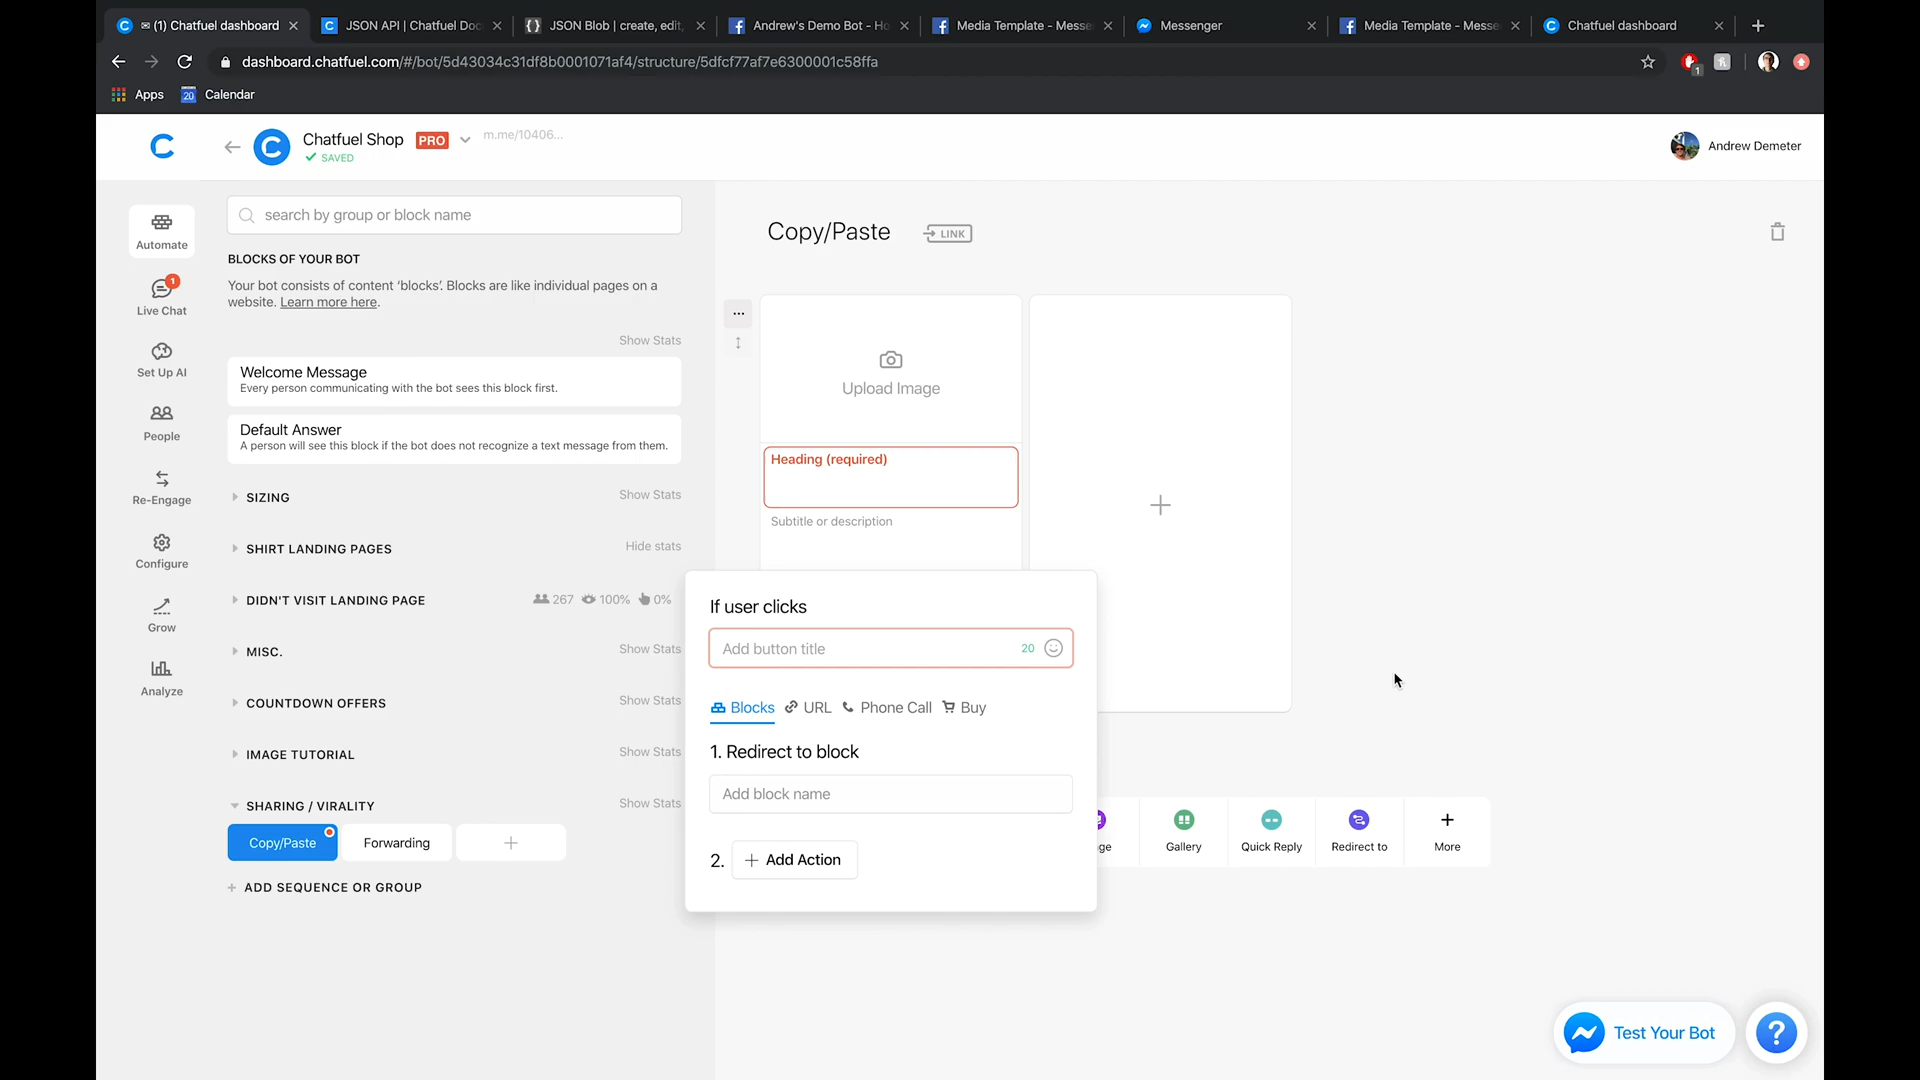 ✉ (1) Chatfuel dashboard
JSON API | Chatfuel Doc
JSON Blob | create, edit,
Andrew's Demo Bot - Ho
Media Template - Messe
Messenger
Media Template - Messe
Chatfuel dashboard
dashboard.chatfuel.com/#/bot/5d43034c31df8b0001071af4/structure/5dfcf77af7e6300001c58ffa
1
Apps
20
Calendar
Chatfuel Shop
PRO
m.me/10406...
SAVED
Andrew Demeter
Automate
1
Live Chat
Set Up AI
People
Re-Engage
Configure
Grow
Analyze
search by group or block name
BLOCKS OF YOUR BOT
Your bot consists of content ‘blocks’. Blocks are like individual pages on a
website. Learn more here.
Show Stats
Welcome Message
Every person communicating with the bot sees this block first.
Default Answer
A person will see this block if the bot does not recognize a text message from them.
SIZING
Show Stats
SHIRT LANDING PAGES
Hide stats
DIDN'T VISIT LANDING PAGE
267 100% 0%
MISC.
Show Stats
COUNTDOWN OFFERS
Show Stats
IMAGE TUTORIAL
Show Stats
SHARING / VIRALITY
Show Stats
Copy/Paste
Forwarding
+
+ ADD SEQUENCE OR GROUP
Copy/Paste
LINK
Upload Image
Heading (required)
Subtitle or description
If user clicks
Add button title
20
Blocks
URL
Phone Call
Buy
1. Redirect to block
Add block name
2. + Add Action
ge
Gallery
Quick Reply
Redirect to
More
Test Your Bot
?